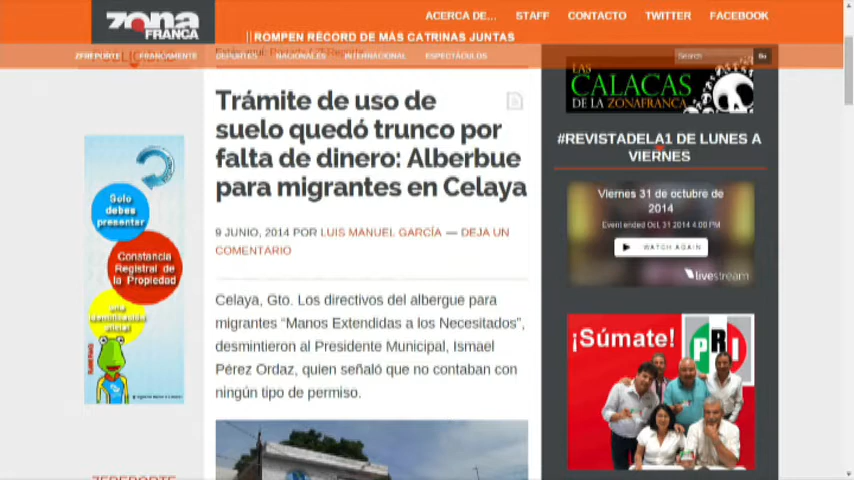 zona
FRANCA
ACERCA DE... STAFF CONTACTO TWITTER FACEBOOK
ROMPEN RÉCORD DE MÁS CATRINAS JUNTAS
ZFREPORTE FRANCAMENTE DEPORTES NACIONALES INTERNACIONAL ESPECTÁCULOS
Search
Go
Trámite de uso de
suelo quedó trunco por
falta de dinero: Alberbue
para migrantes en Celaya
9 JUNIO, 2014 POR LUIS MANUEL GARCÍA — DEJA UN
COMENTARIO
Celaya, Gto. Los directivos del albergue para
migrantes “Manos Extendidas a los Necesitados”,
desmintieron al Presidente Municipal, Ismael
Pérez Ordaz, quien señaló que no contaban con
ningún tipo de permiso.
Solo
debes
presentar
Constancia
Registral de
la Propiedad
una
identificación
oficial
ZFREPORTE
LAS
CALACAS
DE LA ZONAFRANCA
#REVISTADELA1 DE LUNES A
VIERNES
Viernes 31 de octubre de
2014
Event ended Oct. 31 2014 4:00 PM
WATCH AGAIN
livestream
¡Súmate!
PRI